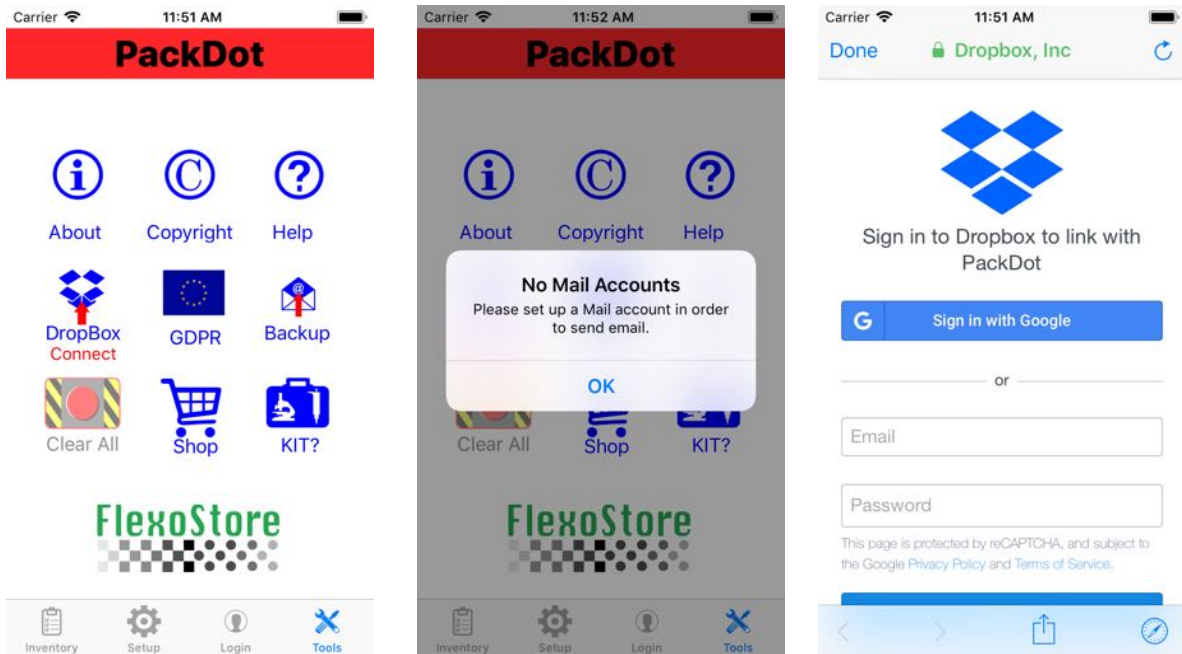 Carrier 11:51 AM
PackDot
i © ?
About Copyright Help
@
DropBox GDPR Backup
Connect
Clear All Shop KIT?
FlexoStore
Inventory Setup Login Tools
Carrier 11:52 AM
PackDot
i © ?
About Copyright Help
No Mail Accounts
Please set up a Mail account in order
to send email.
OK
Clear All Shop KIT?
FlexoStore
Inventory Setup Login Tools
Carrier 11:51 AM
Done Dropbox, Inc
Sign in to Dropbox to link with
PackDot
G Sign in with Google
or
Email
Password
This page is protected by reCAPTCHA, and subject to
the Google Privacy Policy and Terms of Service.